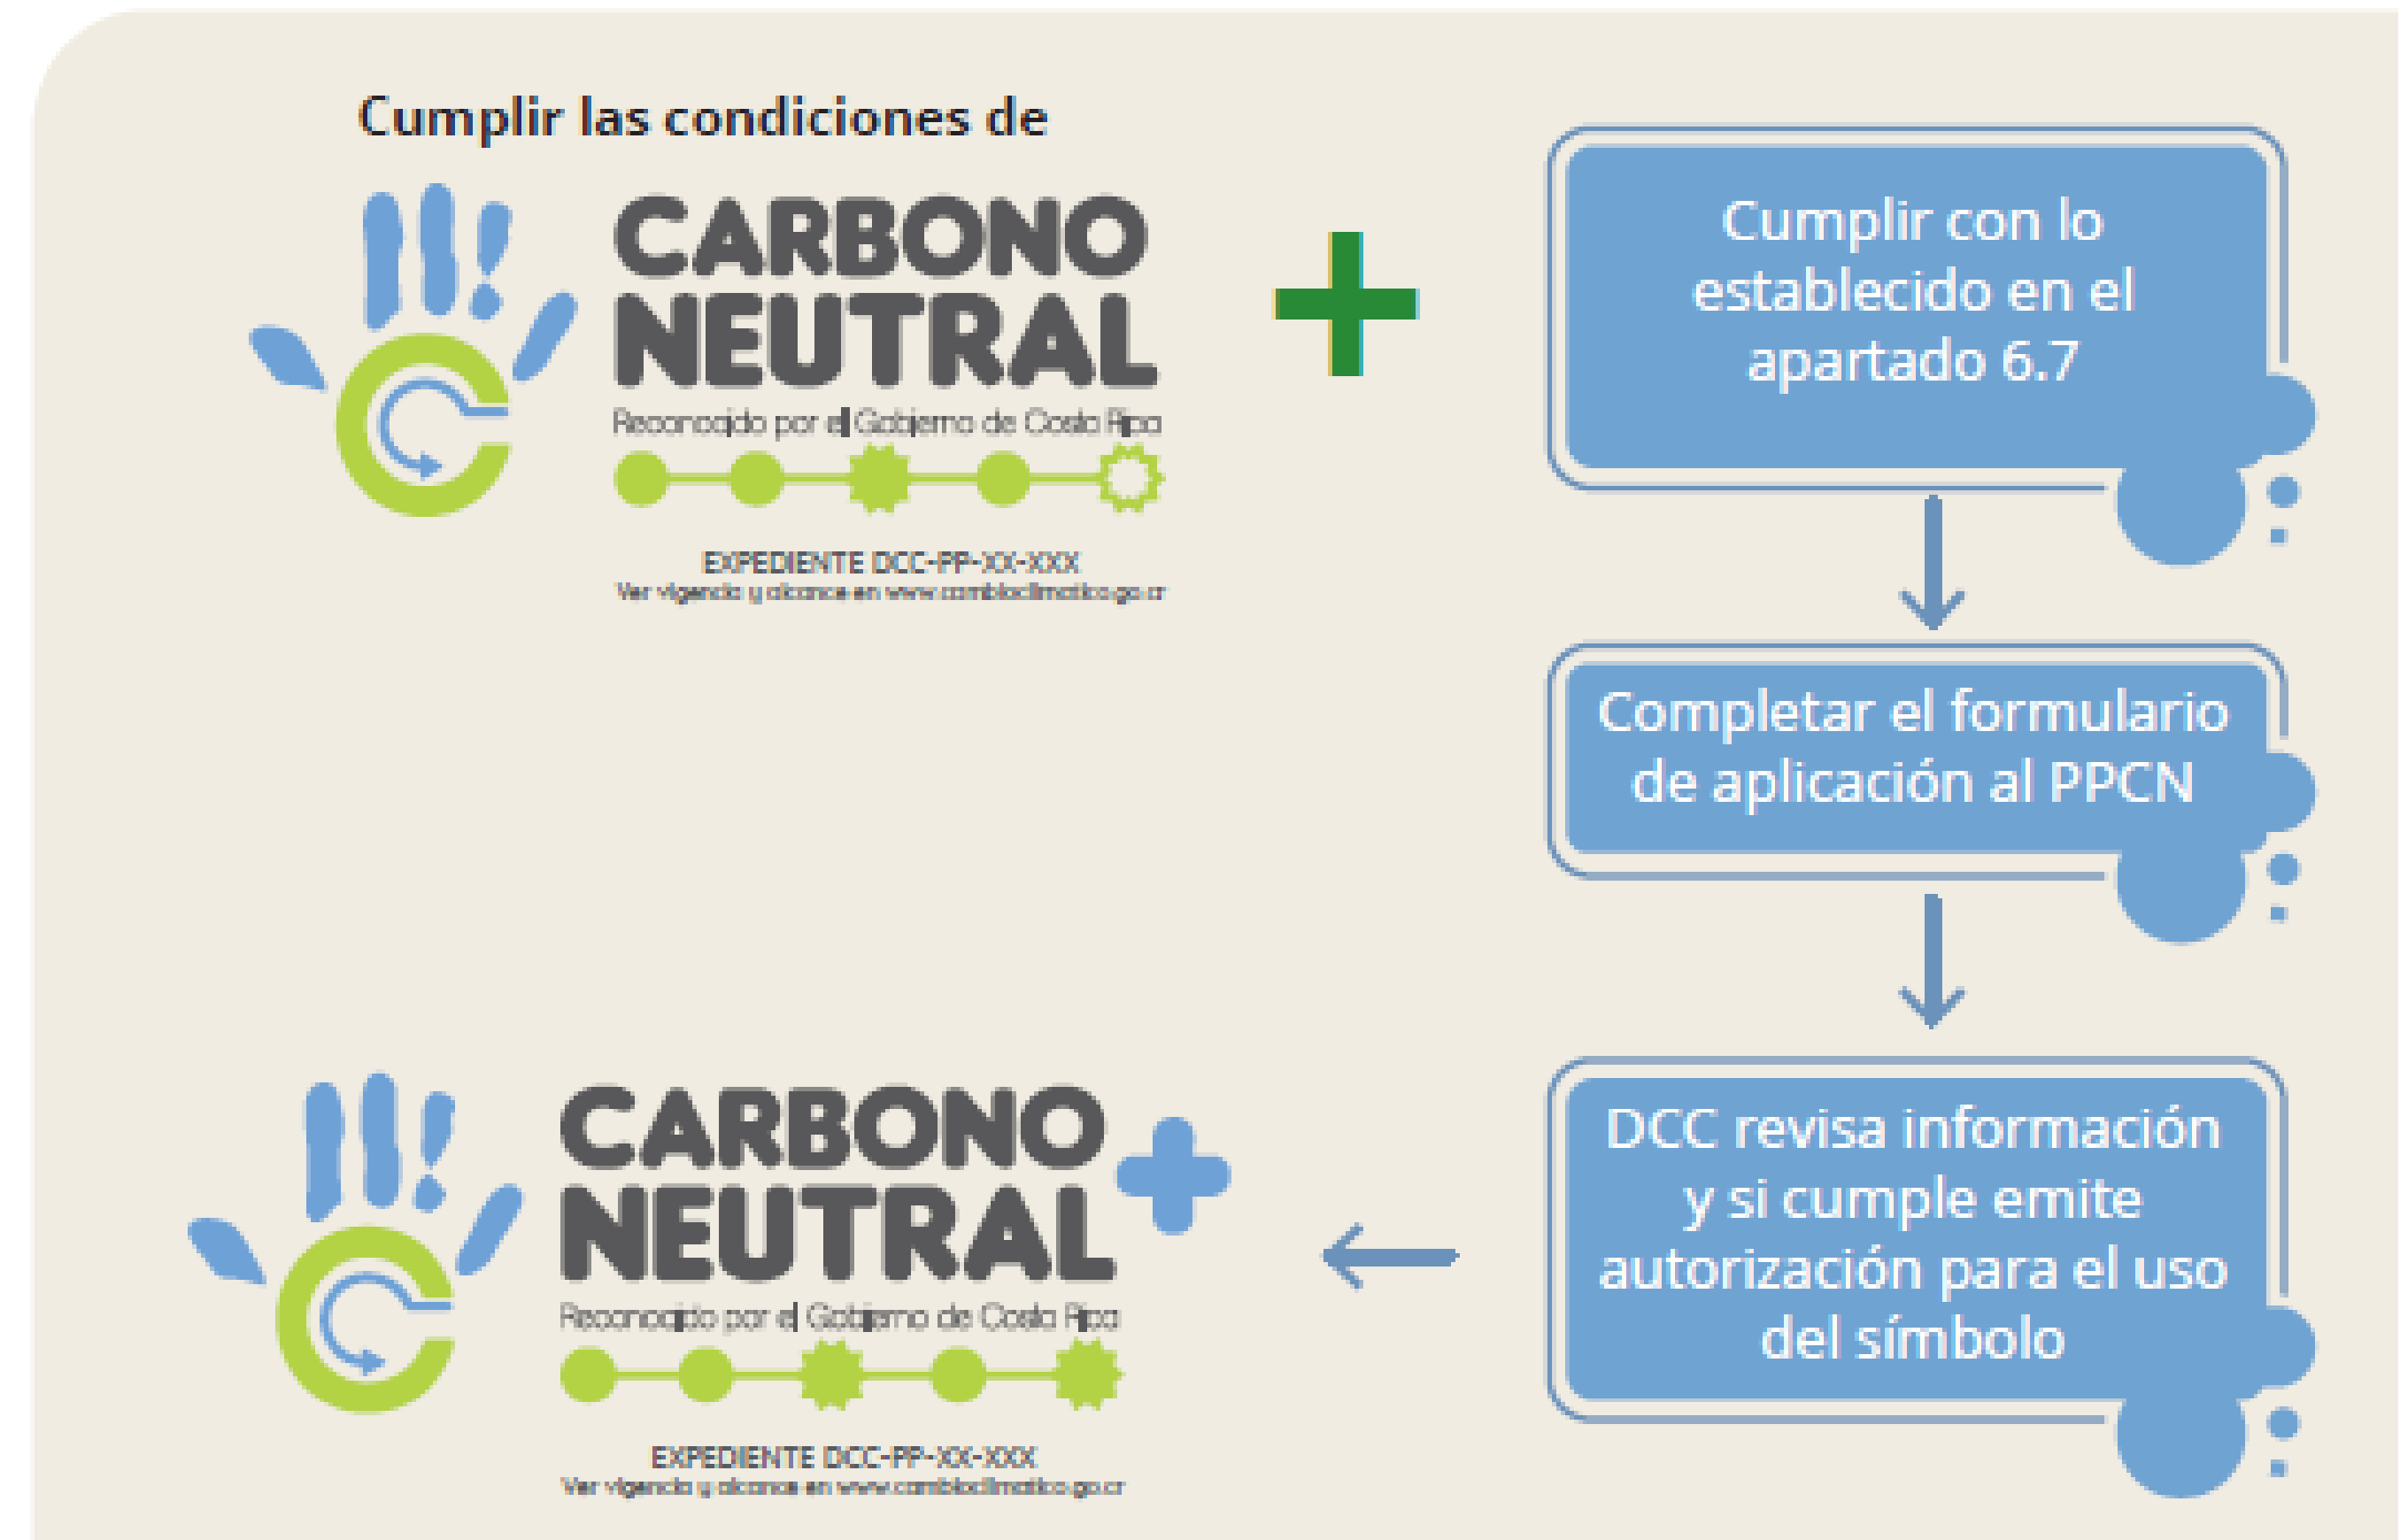 Cumplir las condiciones de
CARBONO
NEUTRAL
Reconocido por el Gobierno de Costa Rica
EXPEDIENTE DCC-PP-XX-XXX
Ver vigencia y alcance en www.cambioclimatico.go.cr
Cumplir con lo
establecido en el
apartado 6.7
Completar el formulario
de aplicación al PPCN
DCC revisa información
y si cumple emite
autorización para el uso
del símbolo
CARBONO
NEUTRAL
Reconocido por el Gobierno de Costa Rica
EXPEDIENTE DCC-PP-XX-XXX
Ver vigencia y alcance en www.cambioclimatico.go.cr